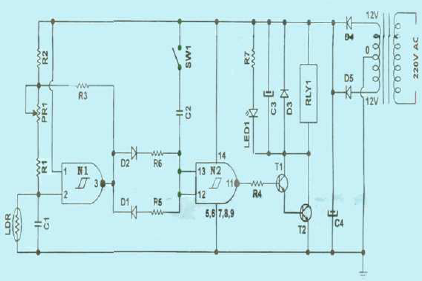 12V
D4
SW1
R2
R7
0
220V AC
R3
C2
C3
D3
RLY1
D5
PR1
12V
LED1
D2
R6
14
R1
1
N1
3
13
N2
T1
2
12
11
R4
D1
R5
LDR
C1
5,6 7,8,9
T2
C4